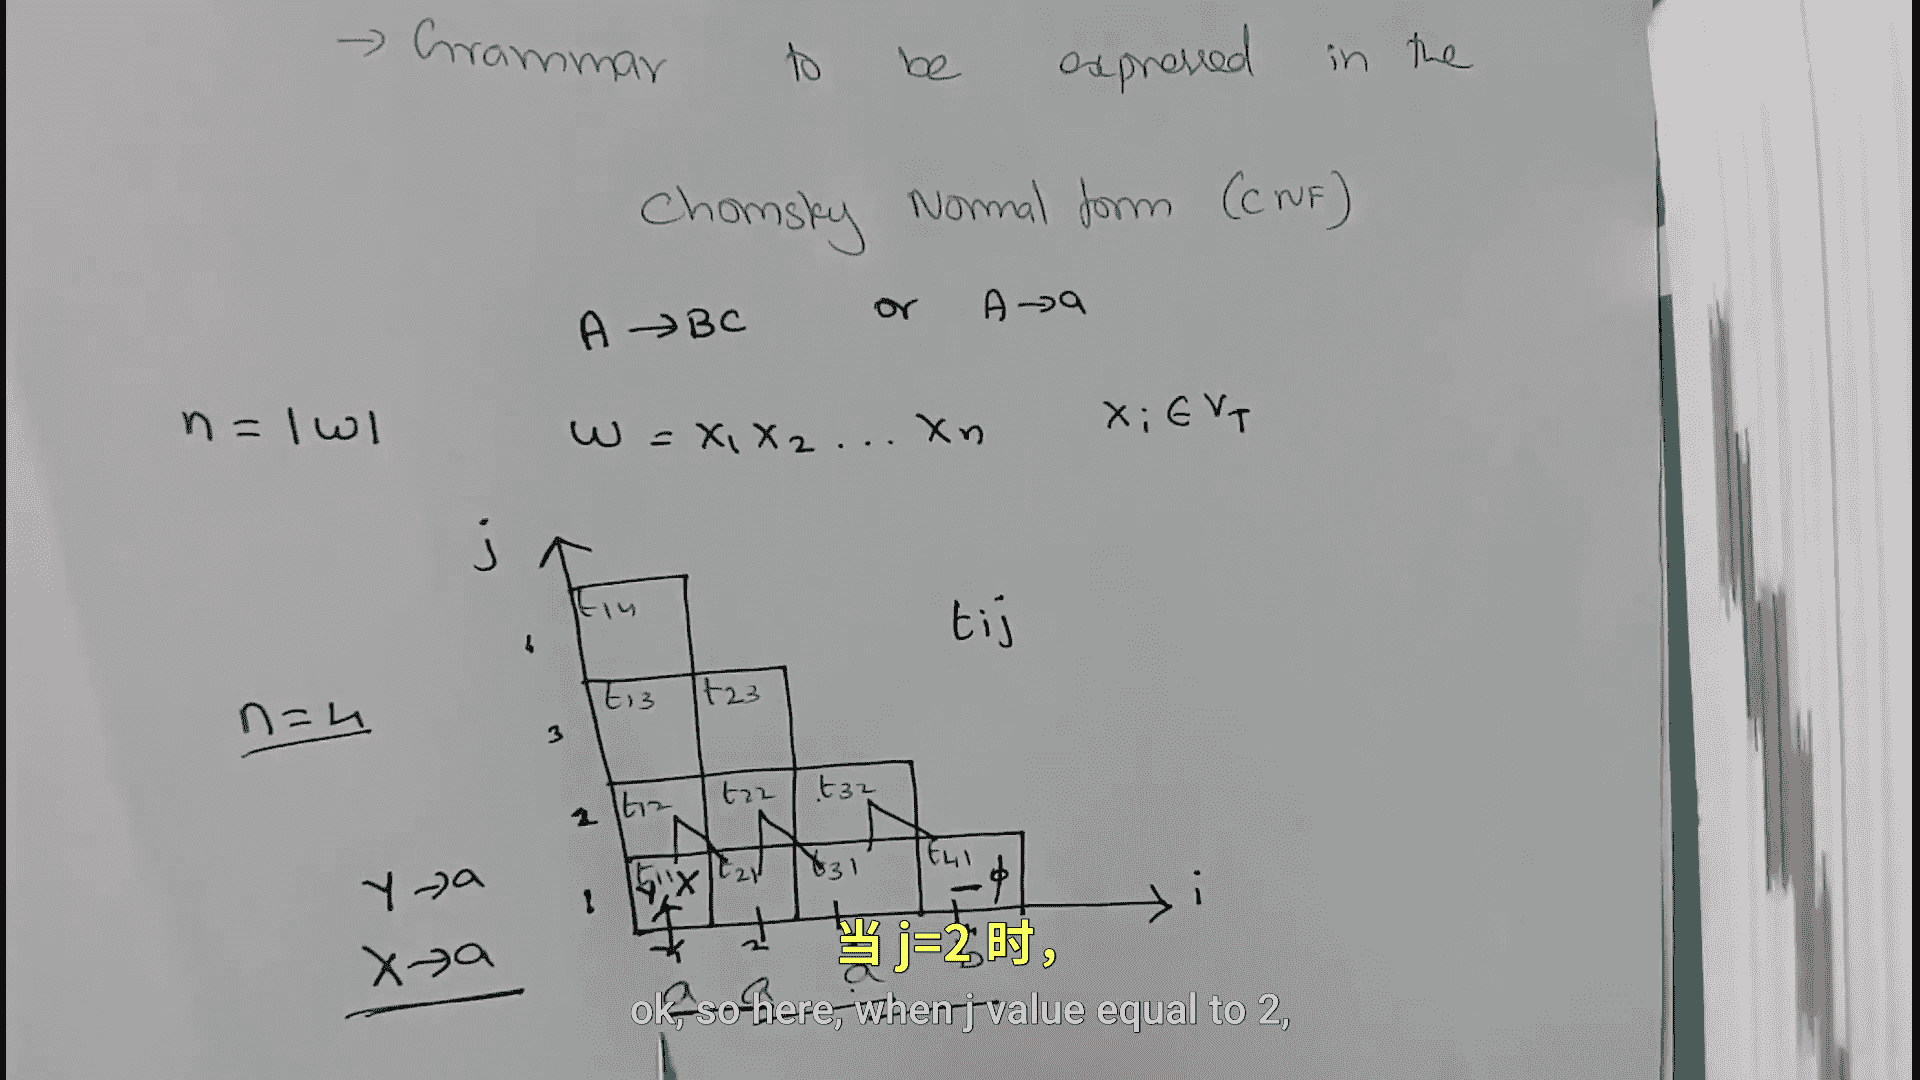 → Grammar to be expressed in the
Chomsky Normal form (CNF)
A → BC or A → a
n = |w| w = x₁ x₂ ... xn xi ∈ VT
j
t14
tij
4
t13 t23
n=4
3
t12 t22 t32
2
t11 t21 t31 t41
Y X – ϕ
Y → a
1
i
X → a
2
当 j=2 时，
a a a b
ok, so here, when j value equal to 2,